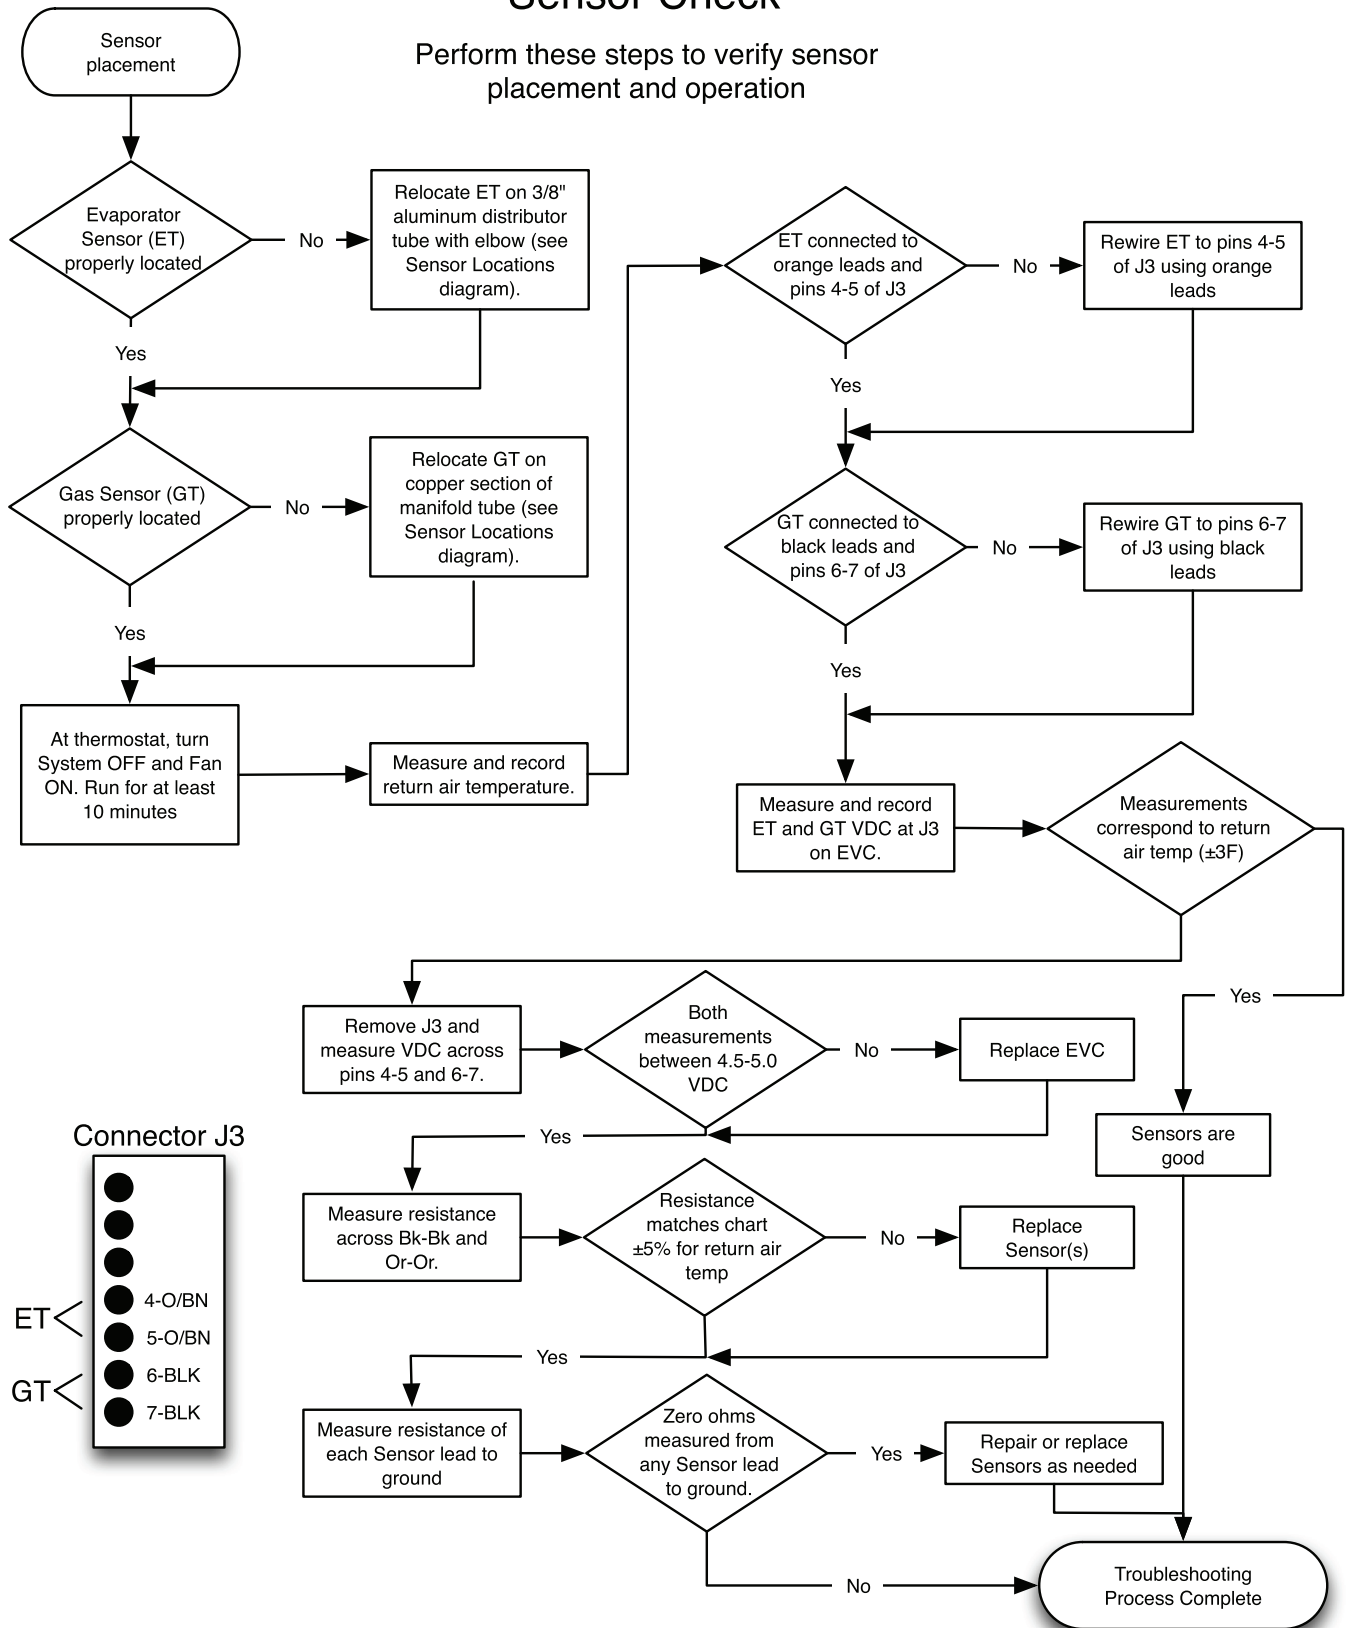 Sensor Check
Perform these steps to verify sensor
placement and operation
Sensor
placement
Evaporator
Sensor (ET)
properly located
No
Relocate ET on 3/8"
aluminum distributor
tube with elbow (see
Sensor Locations
diagram).
Yes
Gas Sensor (GT)
properly located
No
Relocate GT on
copper section of
manifold tube (see
Sensor Locations
diagram).
Yes
At thermostat, turn
System OFF and Fan
ON. Run for at least
10 minutes
Measure and record
return air temperature.
ET connected to
orange leads and
pins 4-5 of J3
No
Rewire ET to pins 4-5
of J3 using orange
leads
Yes
GT connected to
black leads and
pins 6-7 of J3
No
Rewire GT to pins 6-7
of J3 using black
leads
Yes
Measure and record
ET and GT VDC at J3
on EVC.
Measurements
correspond to return
air temp (±3F)
Yes
Sensors are
good
Remove J3 and
measure VDC across
pins 4-5 and 6-7.
Both
measurements
between 4.5-5.0
VDC
No
Replace EVC
Yes
Measure resistance
across Bk-Bk and
Or-Or.
Resistance
matches chart
±5% for return air
temp
No
Replace
Sensor(s)
Yes
Measure resistance of
each Sensor lead to
ground
Zero ohms
measured from
any Sensor lead
to ground.
Yes
Repair or replace
Sensors as needed
No
Troubleshooting
Process Complete
Connector J3
ET
4-O/BN
5-O/BN
GT
6-BLK
7-BLK